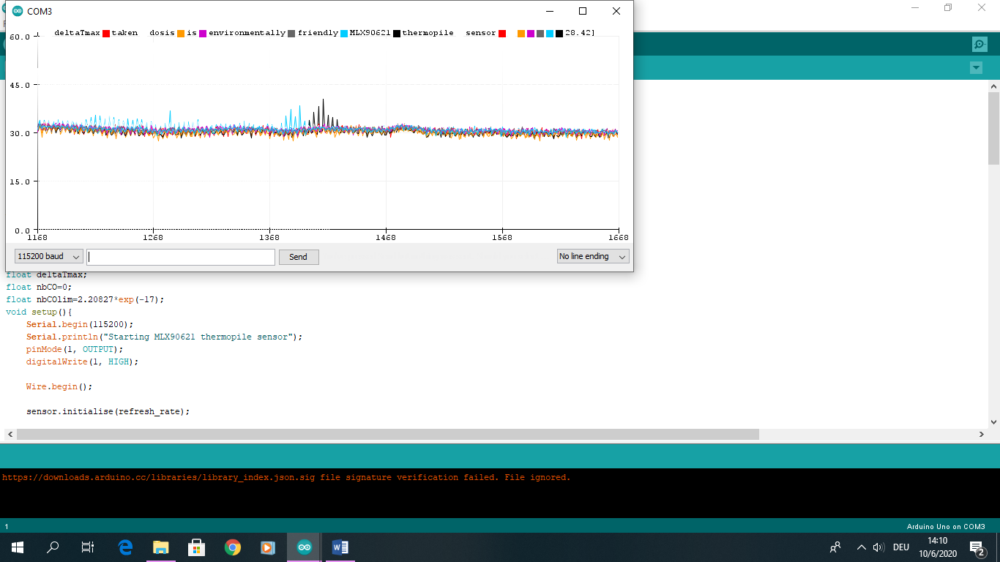 COM3
deltaTmax taken dosis is environmentally friendly MLX90621 thermopile sensor 28.42]
60.0
45.0
30.0
15.0
0.0
1168 1268 1368 1468 1568 1668
115200 baud Send No line ending
float deltaTmax;
float nbCO=0;
float nbCOlim=2.20827*exp(-17);
void setup(){
Serial.begin(115200);
Serial.println("Starting MLX90621 thermopile sensor");
pinMode(1, OUTPUT);
digitalWrite(1, HIGH);
Wire.begin();
sensor.initialise(refresh_rate);
https://downloads.arduino.cc/libraries/library_index.json.sig file signature verification failed. File ignored.
1 Arduino Uno on COM3
DEU 14:10
10/6/2020 2